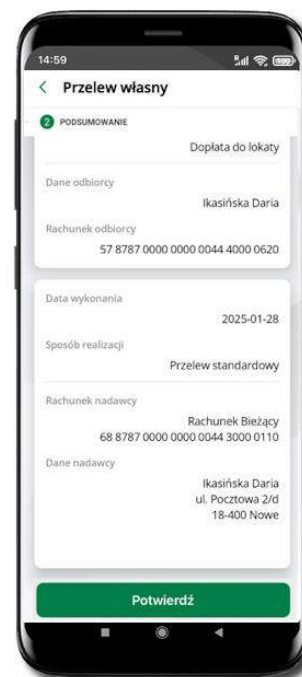 14:59
Przelew własny
2 PODSUMOWANIE
Dopłata do lokaty
Dane odbiorcy
Ikasińska Daria
Rachunek odbiorcy
57 8787 0000 0000 0044 4000 0620
Data wykonania
2025-01-28
Sposób realizacji
Przelew standardowy
Rachunek nadawcy
Rachunek Bieżący
68 8787 0000 0000 0044 3000 0110
Dane nadawcy
Ikasińska Daria
ul. Pocztowa 2/d
18-400 Nowe
Potwierdź